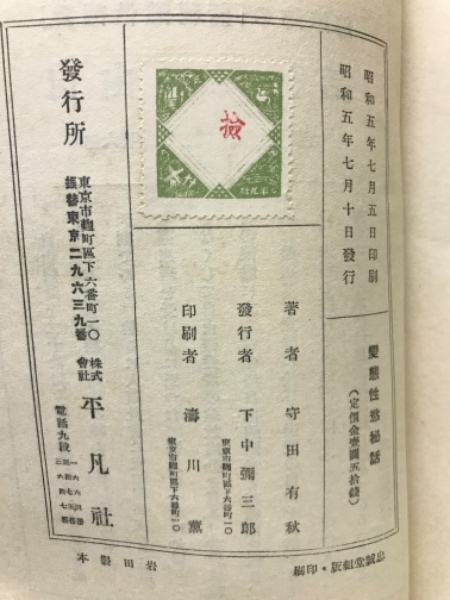 昭和五年七月五日印刷
昭和五年七月十日發行
變態性慾秘話
(定價金壹圓五拾錢)
檢
著者 守田有秋
發行者 下中彌三郎
東京市麴町區下六番町一〇
印刷者 濤川薫
東京市麴町區下六番町一〇
發行所
東京市麴町區下六番町一〇
振替東京二九六三九番
株式會社 平凡社
電話九段
印刷・
岩田製本